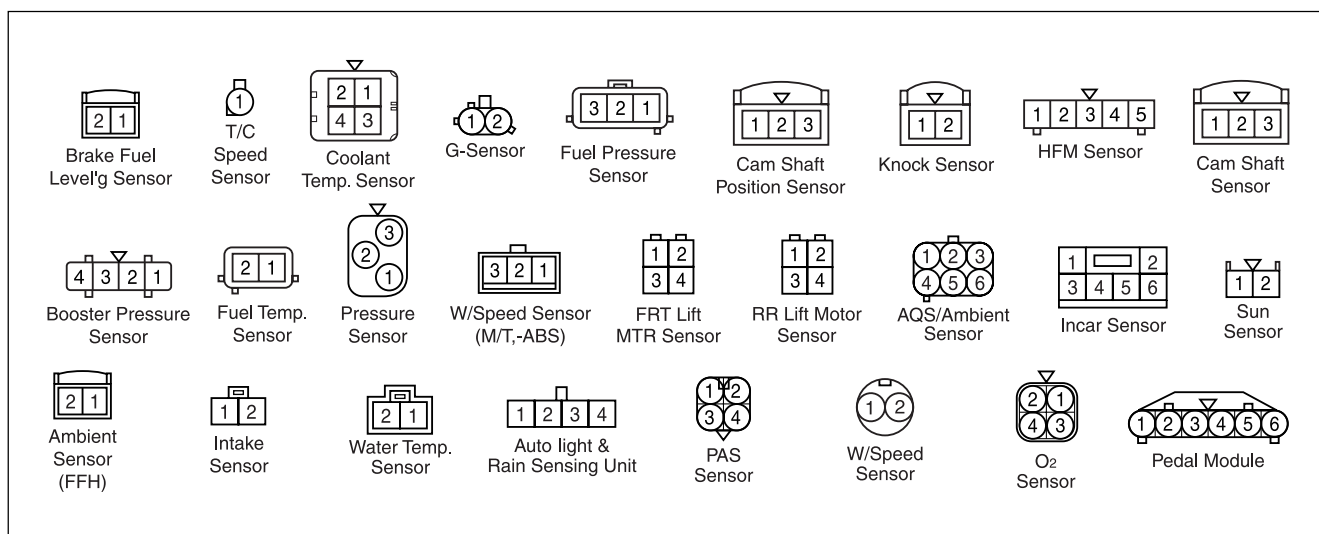 2 1
Brake Fuel
Level'g Sensor
1
T/C
Speed
Sensor
2 1
4 3
Coolant
Temp. Sensor
1 2
G-Sensor
3 2 1
Fuel Pressure
Sensor
1 2 3
Cam Shaft
Position Sensor
1 2
Knock Sensor
1 2 3 4 5
HFM Sensor
1 2 3
Cam Shaft
Sensor
4 3 2 1
Booster Pressure
Sensor
2 1
Fuel Temp.
Sensor
3
2
1
Pressure
Sensor
3 2 1
W/Speed Sensor
(M/T,-ABS)
1 2
3 4
FRT Lift
MTR Sensor
1 2
3 4
RR Lift Motor
Sensor
1 2 3
4 5 6
AQS/Ambient
Sensor
1 2
3 4 5 6
Incar Sensor
1 2
Sun
Sensor
2 1
Ambient
Sensor
(FFH)
1 2
Intake
Sensor
2 1
Water Temp.
Sensor
1 2 3 4
Auto light &
Rain Sensing Unit
1 2
3 4
PAS
Sensor
1 2
W/Speed
Sensor
2 1
4 3
O2
Sensor
1 2 3 4 5 6
Pedal Module